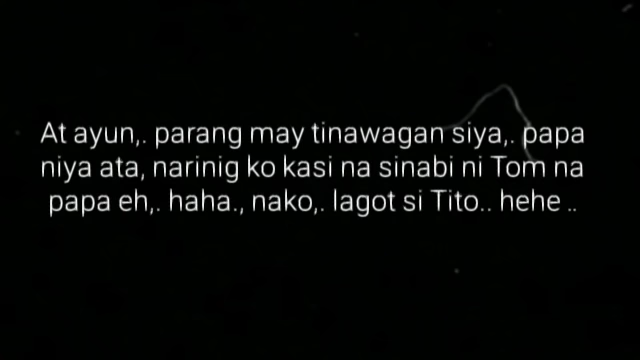 At ayun,. parang may tinawagan siya,. papa
niya ata, narinig ko kasi na sinabi ni Tom na
papa eh,. haha., nako,. lagot si Tito.. hehe ..